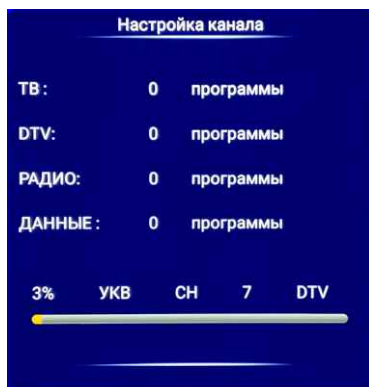 Настройка канала
ТВ : 0 программы
DTV: 0 программы
РАДИО: 0 программы
ДАННЫЕ : 0 программы
3% УКВ CH 7 DTV